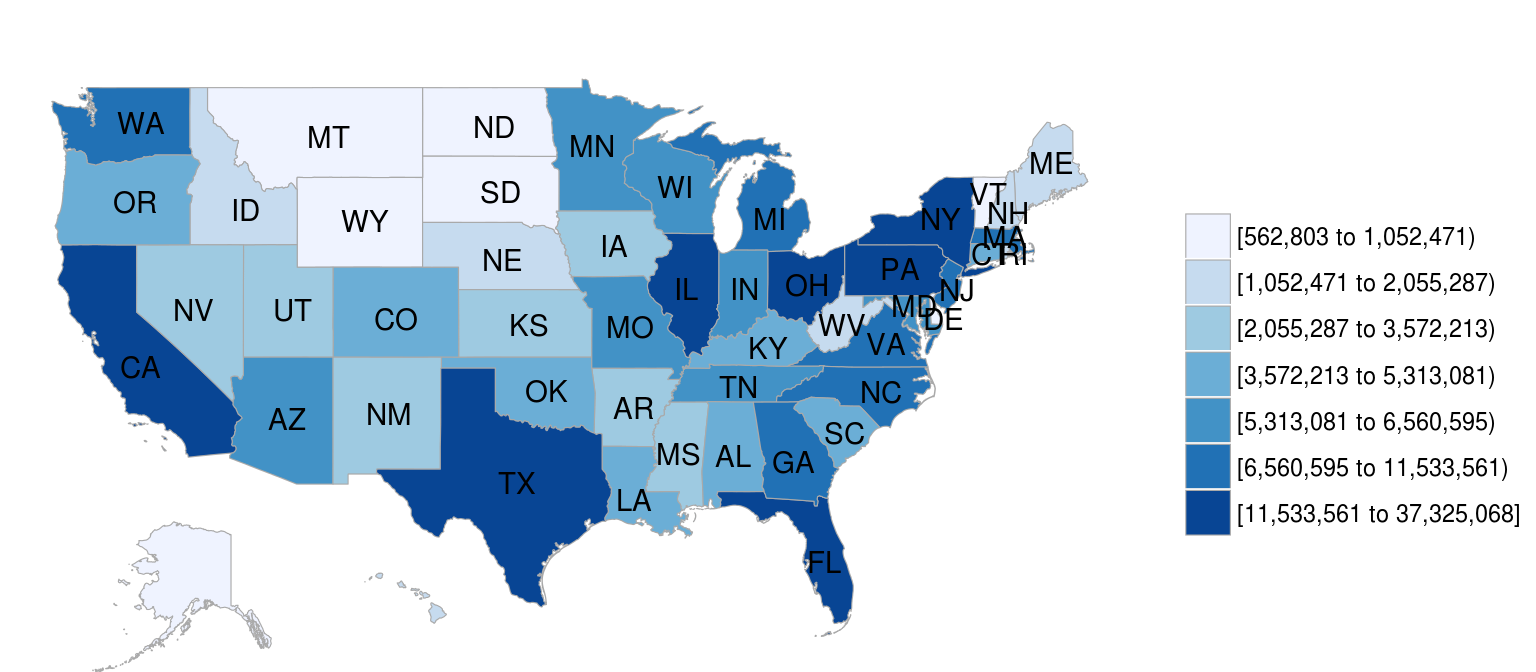 WA
MT
ND
MN
OR
ID
WY
SD
WI
MI
ME
VT
NH
NY
MA
CT
RI
NE
IA
PA
NJ
NV
UT
CO
KS
MO
IL
IN
OH
MD
DE
WV
VA
KY
CA
AZ
NM
OK
AR
TN
NC
SC
MS
AL
GA
TX
LA
FL
[562,803 to 1,052,471)
[1,052,471 to 2,055,287)
[2,055,287 to 3,572,213)
[3,572,213 to 5,313,081)
[5,313,081 to 6,560,595)
[6,560,595 to 11,533,561)
[11,533,561 to 37,325,068]